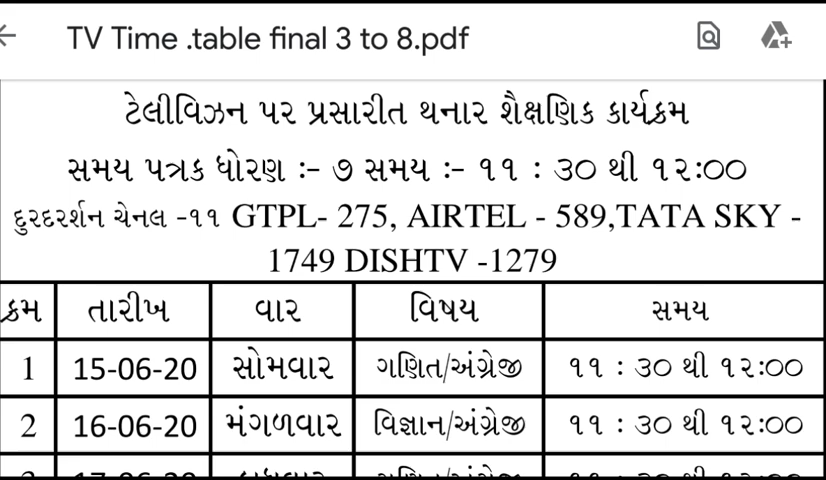 TV Time .table final 3 to 8.pdf
ટેલીવિઝન પર પ્રસારીત થનાર શૈક્ષણિક કાર્યક્રમ
સમય પત્રક ધોરણ :- ૭ સમય :- ૧૧ : ૩૦ થી ૧૨:૦૦
દુરદરર્શન ચેનલ -૧૧ GTPL- 275, AIRTEL - 589,TATA SKY -
1749 DISHTV -1279
ક્રમ તારીખ વાર વિષય સમય
1 15-06-20 સોમવાર ગણિત/અંગ્રેજી ૧૧ : ૩૦ થી ૧૨:૦૦
2 16-06-20 મંગળવાર વિજ્ઞાન/અંગ્રેજી ૧૧ : ૩૦ થી ૧૨:૦૦